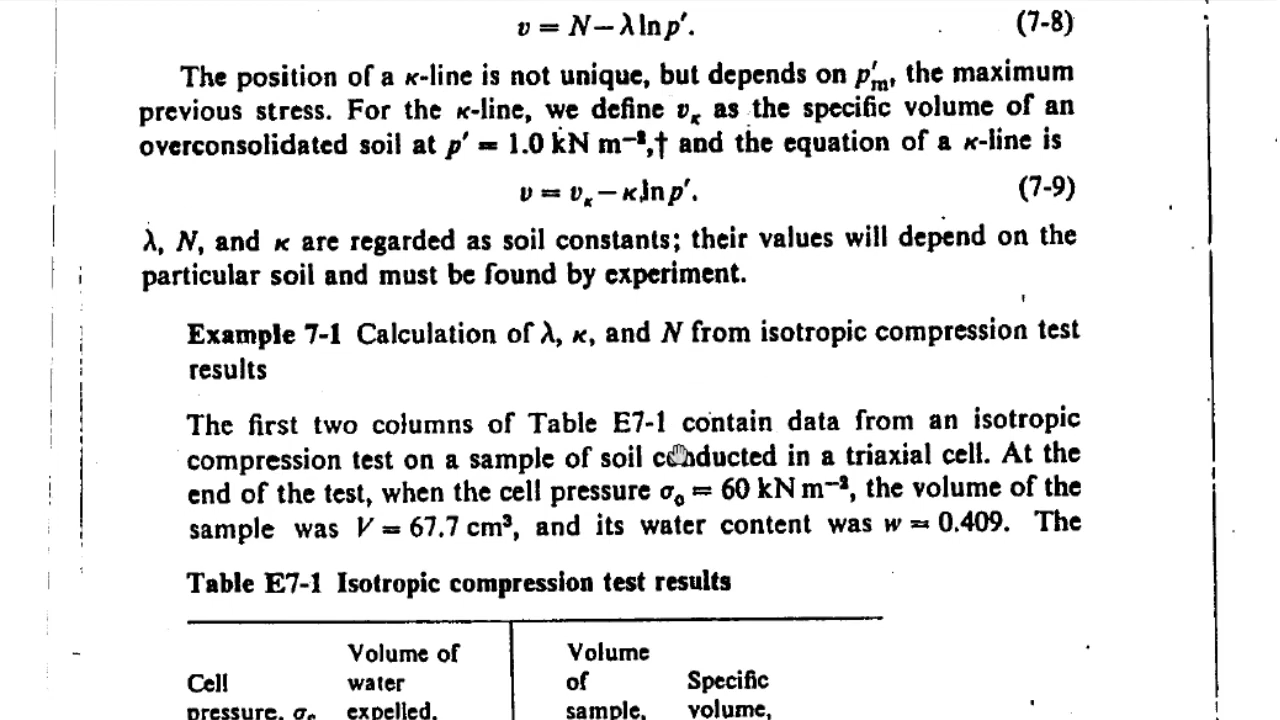 v = N − λ ln p′. (7-8)
The position of a κ-line is not unique, but depends on p′m, the maximum
previous stress. For the κ-line, we define vκ as the specific volume of an
overconsolidated soil at p′ = 1.0 kN m−²,† and the equation of a κ-line is
v = vκ − κ ln p′. (7-9)
λ, N, and κ are regarded as soil constants; their values will depend on the
particular soil and must be found by experiment.
Example 7-1 Calculation of λ, κ, and N from isotropic compression test
results
The first two columns of Table E7-1 contain data from an isotropic
compression test on a sample of soil conducted in a triaxial cell. At the
end of the test, when the cell pressure σ₀ = 60 kN m−², the volume of the
sample was V = 67.7 cm³, and its water content was w = 0.409. The
Table E7-1 Isotropic compression test results
Volume of Volume
Cell water of Specific
pressure, σ₀ expelled, sample, volume,